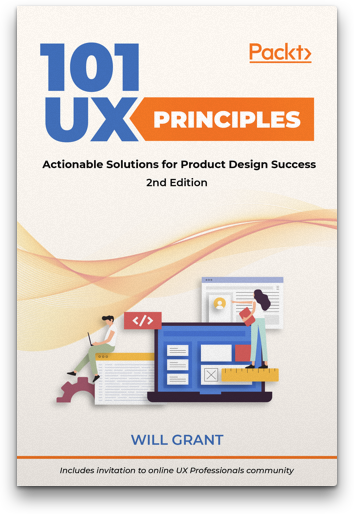 Packt>
101
UX
PRINCIPLES
Actionable Solutions for Product Design Success
2nd Edition
</>
WILL GRANT
Includes invitation to online UX Professionals community